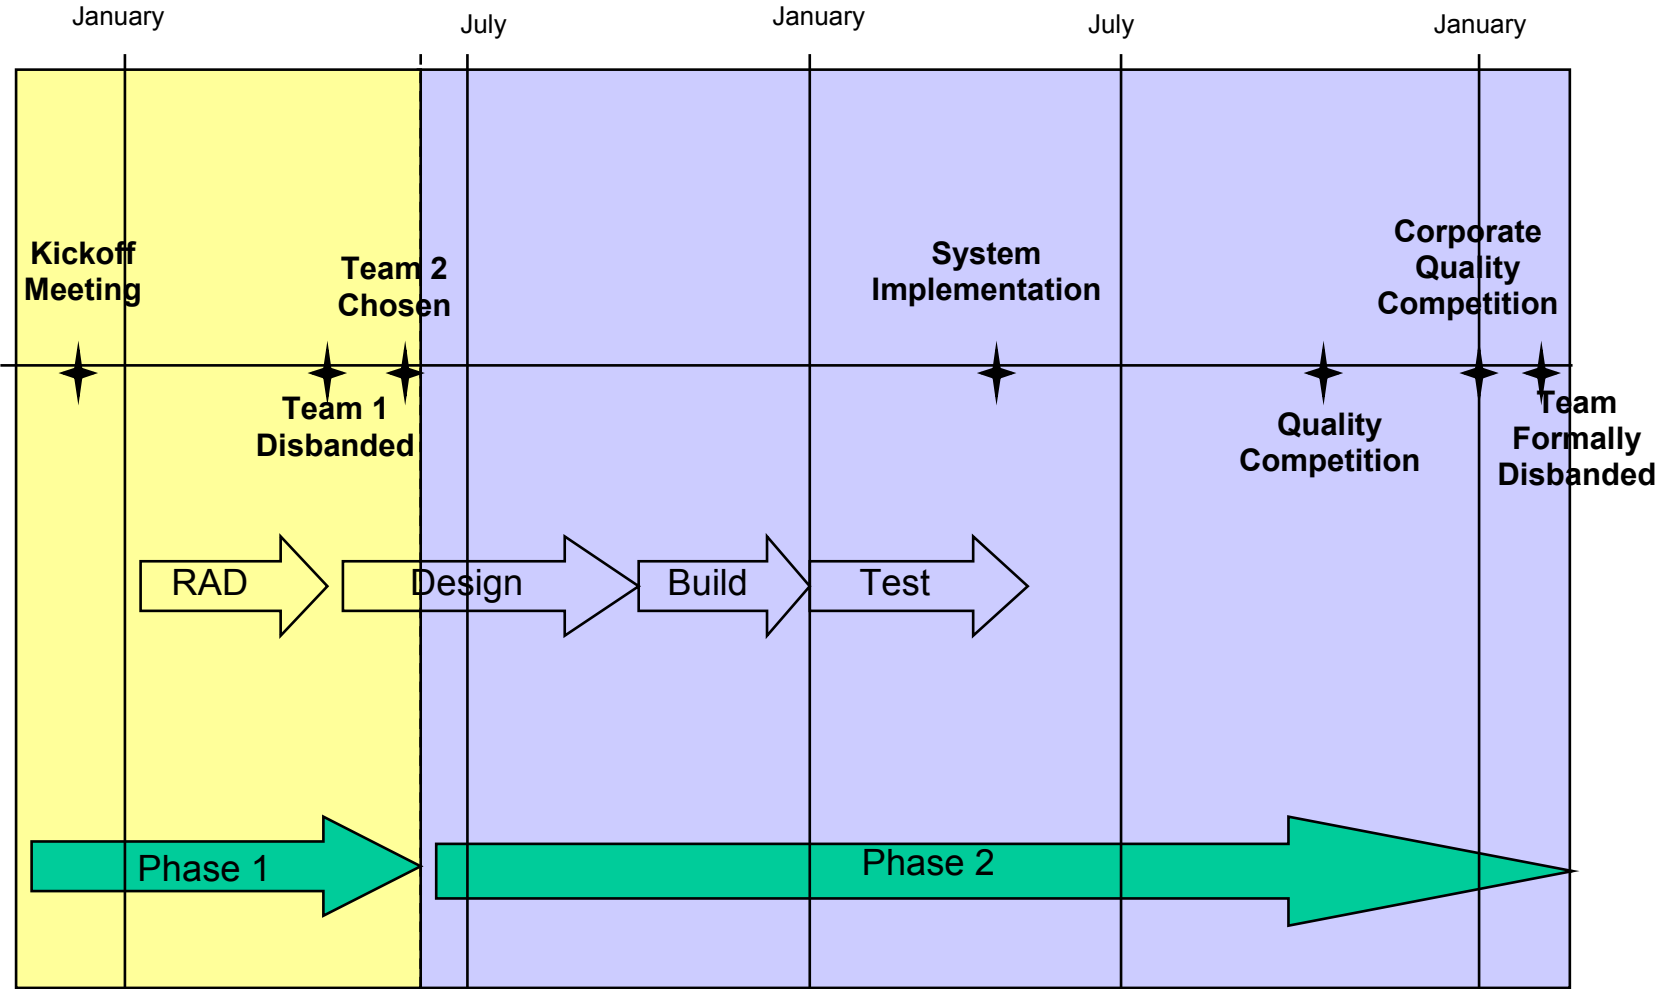 January
July
January
July
January
Kickoff
Meeting
Team 2
Chosen
System
Implementation
Corporate
Quality
Competition
Team 1
Disbanded
Quality
Competition
Team
Formally
Disbanded
RAD
Design
Build
Test
Phase 1
Phase 2